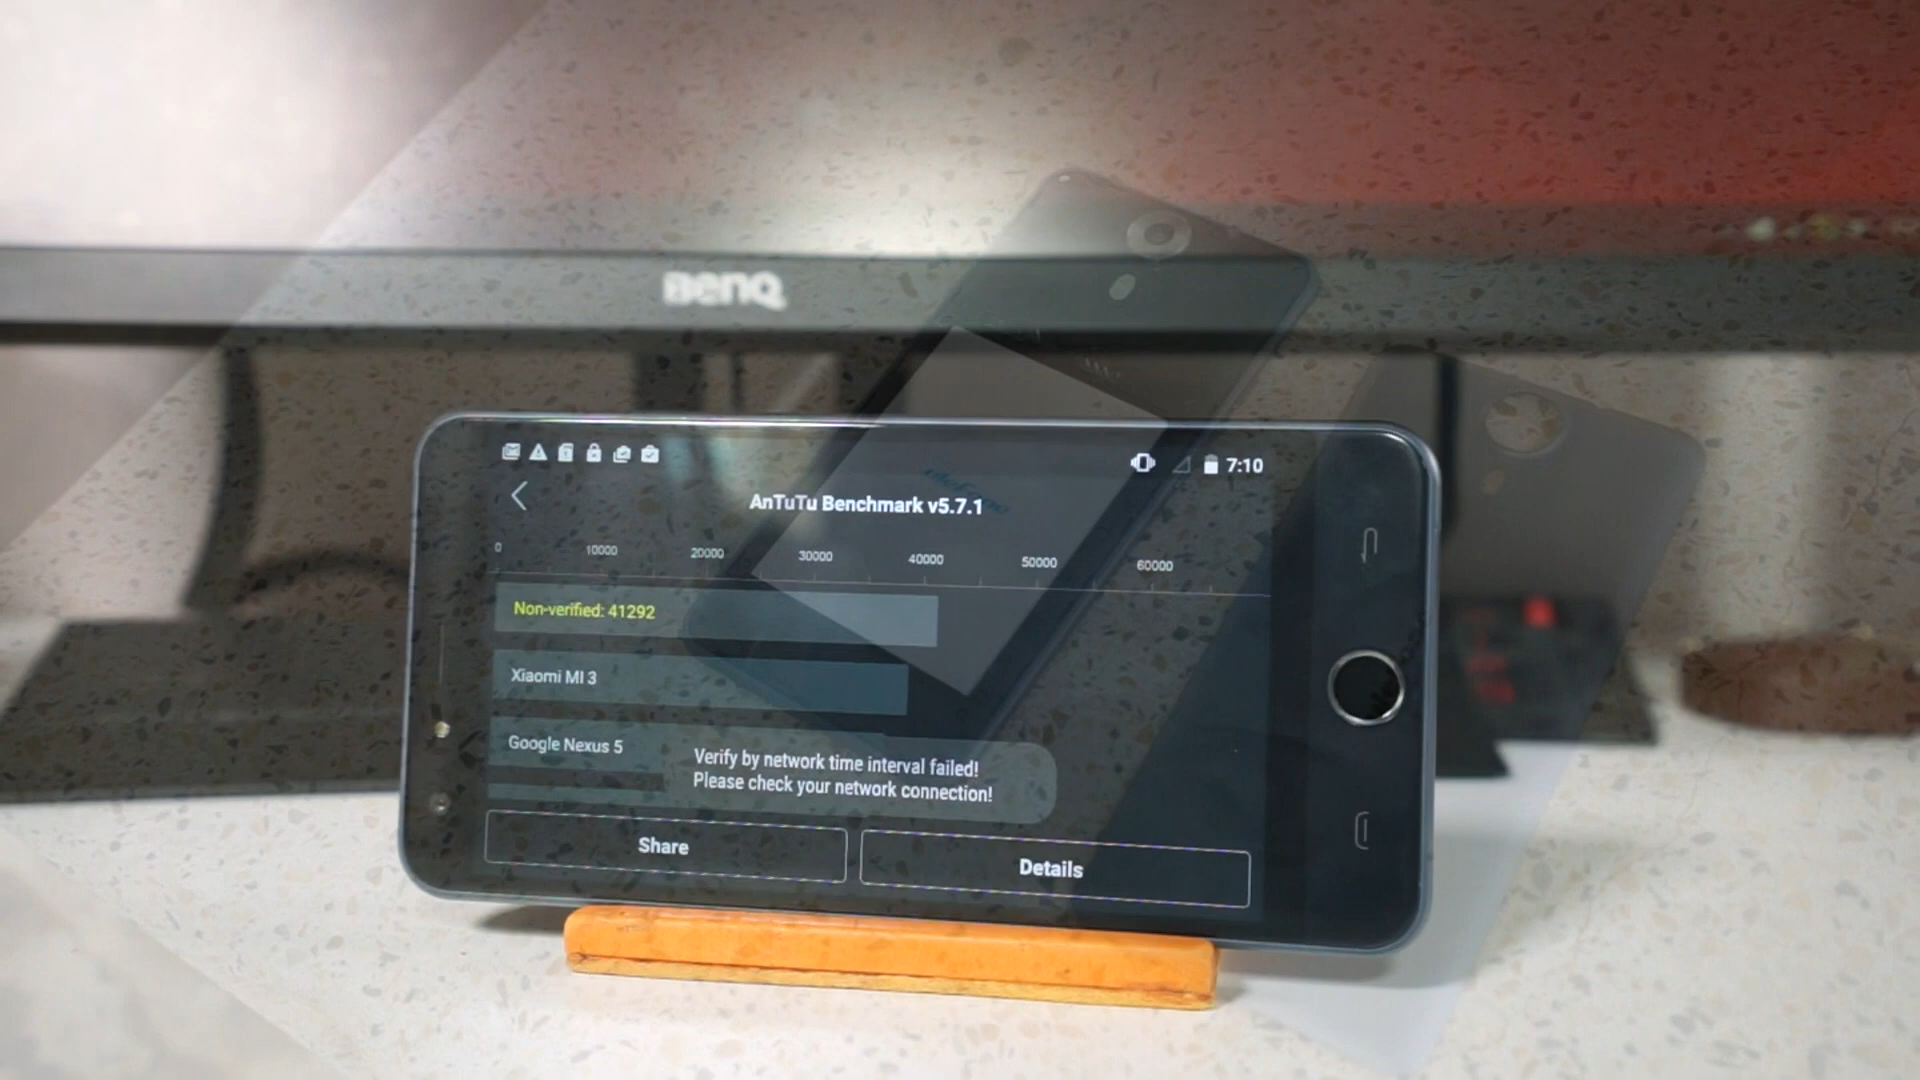 BenQ
7:10
AnTuTu Benchmark v5.7.1
0 10000 20000 30000 40000 50000 60000
Non-verified: 41292
Xiaomi MI 3
Google Nexus 5
Verify by network time interval failed!
Please check your network connection!
Share
Details